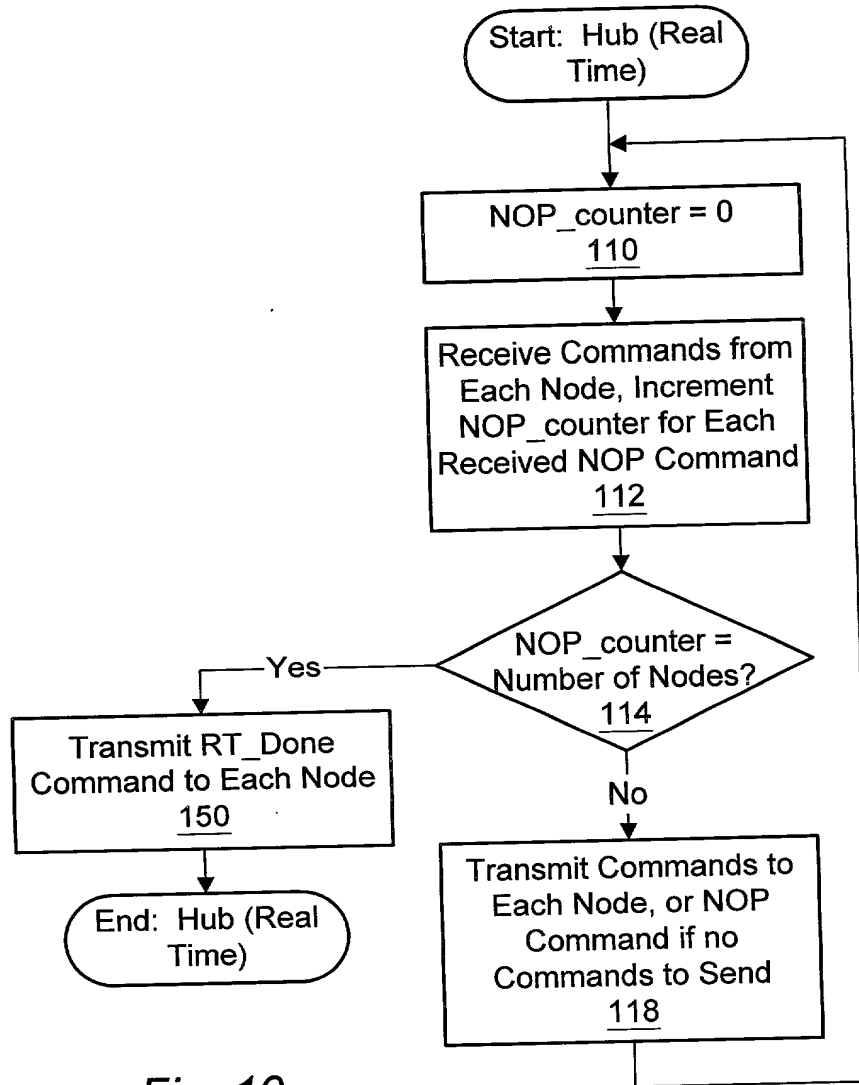 Start: Hub (Real
Time)
NOP_counter = 0
110
Receive Commands from
Each Node, Increment
NOP_counter for Each
Received NOP Command
112
NOP_counter =
Number of Nodes?
114
Yes
Transmit RT_Done
Command to Each Node
150
End: Hub (Real
Time)
No
Transmit Commands to
Each Node, or NOP
Command if no
Commands to Send
118